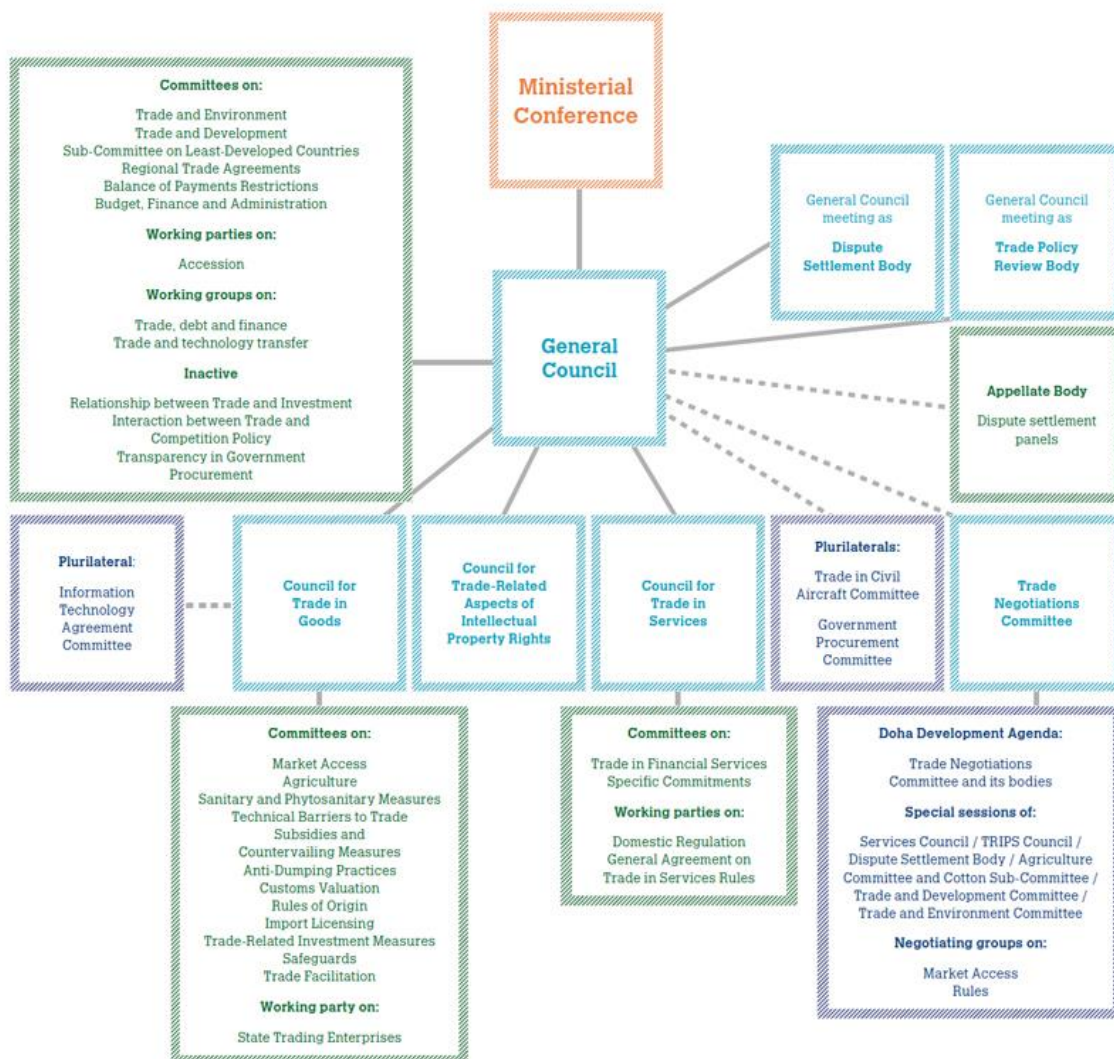 Ministerial
Conference
Committees on:
Trade and Environment
Trade and Development
Sub-Committee on Least-Developed Countries
Regional Trade Agreements
Balance of Payments Restrictions
Budget, Finance and Administration
Working parties on:
Accession
Working groups on:
Trade, debt and finance
Trade and technology transfer
Inactive
Relationship between Trade and Investment
Interaction between Trade and
Competition Policy
Transparency in Government
Procurement
General Council
meeting as
Dispute
Settlement Body
General Council
meeting as
Trade Policy
Review Body
General
Council
Appellate Body
Dispute settlement
panels
Plurilateral:
Information
Technology
Agreement
Committee
Council for
Trade in
Goods
Council for
Trade-Related
Aspects of
Intellectual
Property Rights
Council for
Trade in
Services
Plurilaterals:
Trade in Civil
Aircraft Committee
Government
Procurement
Committee
Trade
Negotiations
Committee
Committees on:
Market Access
Agriculture
Sanitary and Phytosanitary Measures
Technical Barriers to Trade
Subsidies and
Countervailing Measures
Anti-Dumping Practices
Customs Valuation
Rules of Origin
Import Licensing
Trade-Related Investment Measures
Safeguards
Trade Facilitation
Working party on:
State Trading Enterprises
Committees on:
Trade in Financial Services
Specific Commitments
Working parties on:
Domestic Regulation
General Agreement on
Trade in Services Rules
Doha Development Agenda:
Trade Negotiations
Committee and its bodies
Special sessions of:
Services Council / TRIPS Council /
Dispute Settlement Body / Agriculture
Committee and Cotton Sub-Committee /
Trade and Development Committee /
Trade and Environment Committee
Negotiating groups on:
Market Access
Rules